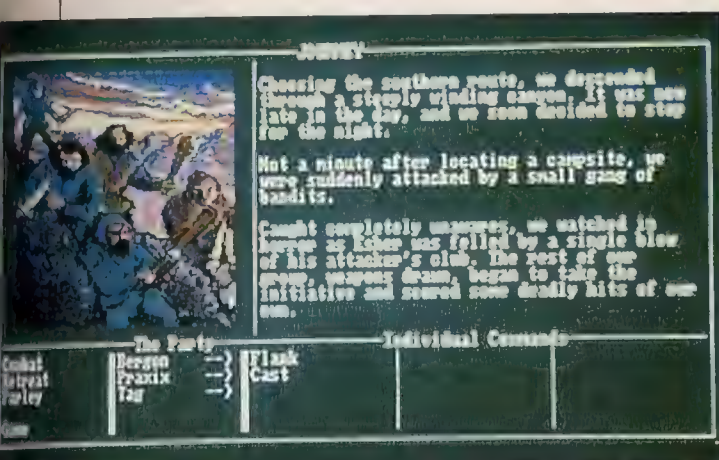 JOURNEY
Choosing the southern route, we descended
through a steeply winding canyon. It was now
late in the day, and we soon decided to stop
for the night.
Not a minute after locating a campsite, we
were suddenly attacked by a small gang of
bandits.
Caught completely unawares, we watched in
horror as Esher was felled by a single blow
of his attacker's club. The rest of our
group, weapons drawn, began to take the
initiative and scored some deadly hits of our
own.
The Party
Individual Commands
Combat
Bergon -->
Flank
Retreat
Praxix -->
Cast
Parley
Tag -->
Game